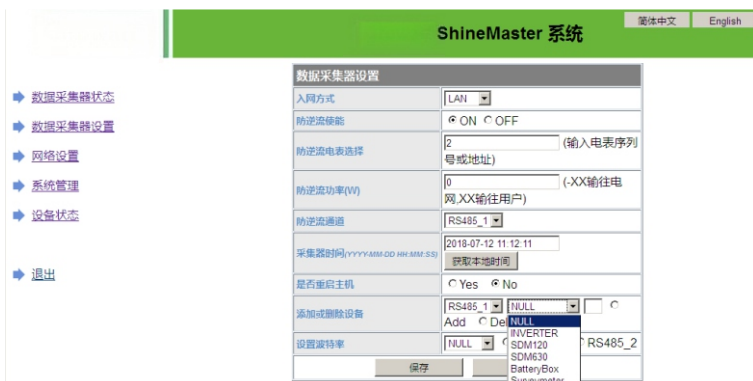 ShineMaster 系统
简体中文
English
数据采集器状态
数据采集器设置
网络设置
系统管理
设备状态
退出
数据采集器设置
入网方式
LAN
防逆流使能
ON OFF
防逆流电表选择
2 (输入电表序列
号或地址)
防逆流功率(W)
0 (-XX输往电
网,XX输往用户)
防逆流通道
RS485_1
采集器时间(YYYY-MM-DD HH:MM:SS)
2018-07-12 11:12:11
获取本地时间
是否重启主机
Yes No
添加或删除设备
RS485_1 NULL
Add De
NULL
INVERTER
SDM120
SDM630
BatteryBox
设置波特率
NULL
RS485_2
保存